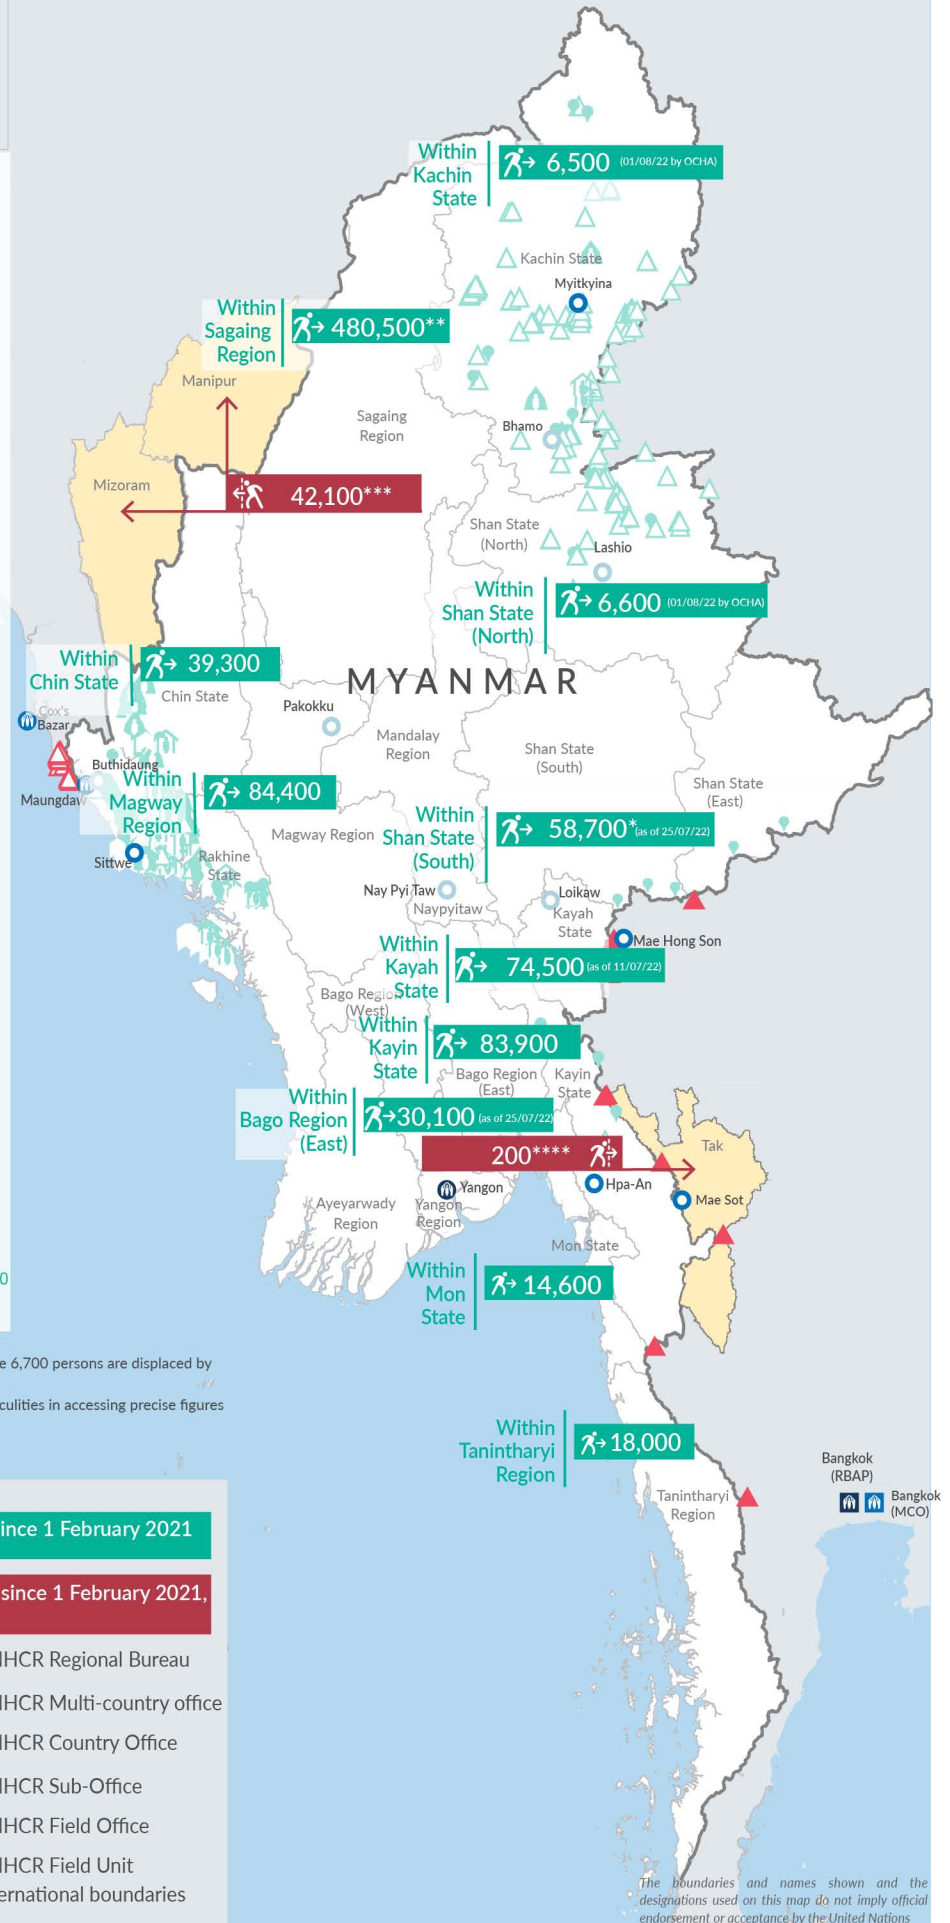 Within
Kachin
State
6,500 (01/08/22 by OCHA)
Kachin State
Myitkyina
Within
Sagaing
Region
480,500**
Manipur
Sagaing
Region
Bhamo
Mizoram
42,100***
Shan State
(North)
Lashio
Within
Shan State
(North)
6,600 (01/08/22 by OCHA)
Within
Chin State
39,300
Chin State
MYANMAR
Pakokku
Cox's
Bazar
Mandalay
Region
Shan State
(South)
Buthidaung
Maungdaw
Within
Magway
Region
84,400
Shan State
(East)
Within
Shan State
(South)
58,700* (as of 25/07/22)
Magway Region
Sittwe
Rakhine
State
Nay Pyi Taw
Naypyitaw
Loikaw
Kayah
State
Mae Hong Son
Within
Kayah
State
74,500 (as of 11/07/22)
Bago Region
(West)
Within
Kayin
State
83,900
Bago Region
(East)
Kayin
State
Within
Bago Region
(East)
30,100 (as of 25/07/22)
200****
Tak
Yangon
Hpa-An
Mae Sot
Ayeyarwady
Region
Yangon
Region
Mon State
Within
Mon
State
14,600
0
e 6,700 persons are displaced by
culities in accessing precise figures
Within
Tanintharyi
Region
18,000
Tanintharyi
Region
Bangkok
(RBAP)
Bangkok
(MCO)
ince 1 February 2021
since 1 February 2021,
HCR Regional Bureau
HCR Multi-country office
HCR Country Office
HCR Sub-Office
HCR Field Office
HCR Field Unit
ernational boundaries
The boundaries and names shown and the
designations used on this map do not imply official
endorsement or acceptance by the United Nations